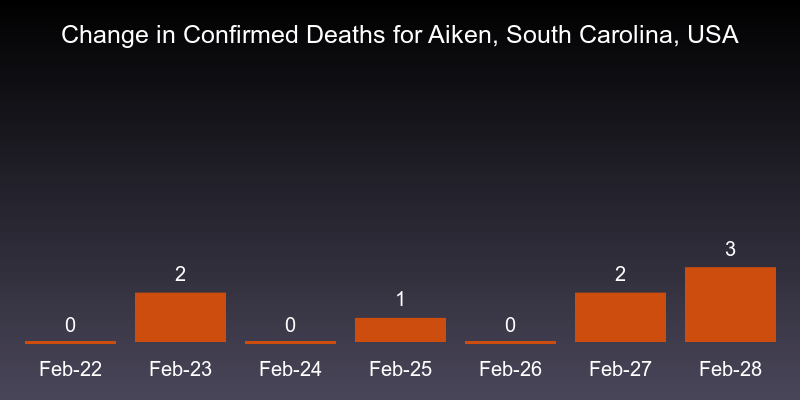 Change in Confirmed Deaths for Aiken, South Carolina, USA
0 2 0 1 0 2 3
Feb-22 Feb-23 Feb-24 Feb-25 Feb-26 Feb-27 Feb-28